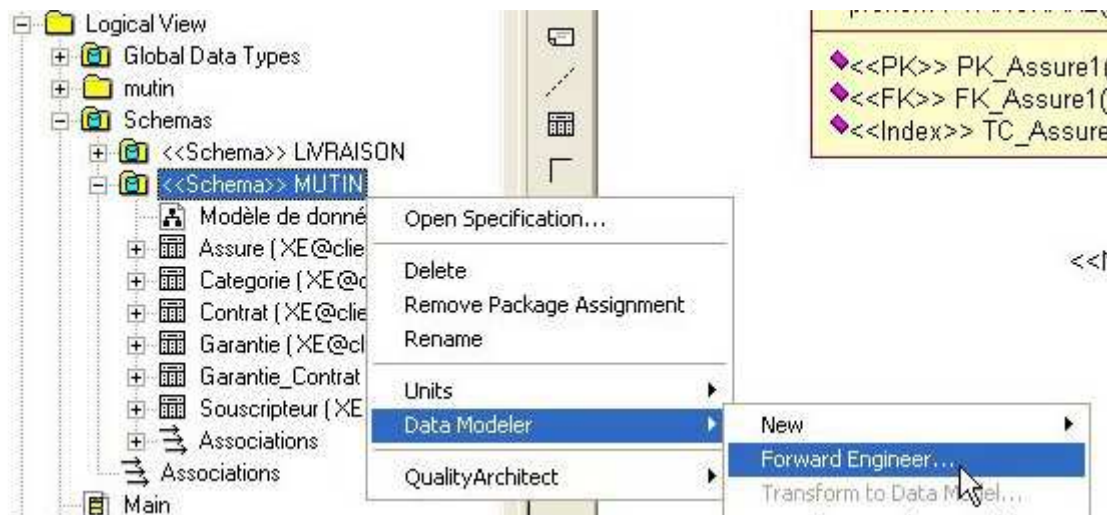 Logical View
Global Data Types
mutin
Schemas
<<Schema>> LIVRAISON
<<Schema>> MUTIN
Modèle de donné
Assure ( XE@clie
Categorie ( XE@c
Contrat ( XE@clie
Garantie ( XE@cl
Garantie_Contrat
Souscripteur ( XE
Associations
Associations
Main
Open Specification...
Delete
Remove Package Assignment
Rename
Units
Data Modeler
QualityArchitect
New
Forward Engineer...
Transform to Data Model...
<<PK>> PK_Assure1(
<<FK>> FK_Assure1(
<<Index>> TC_Assure
<<